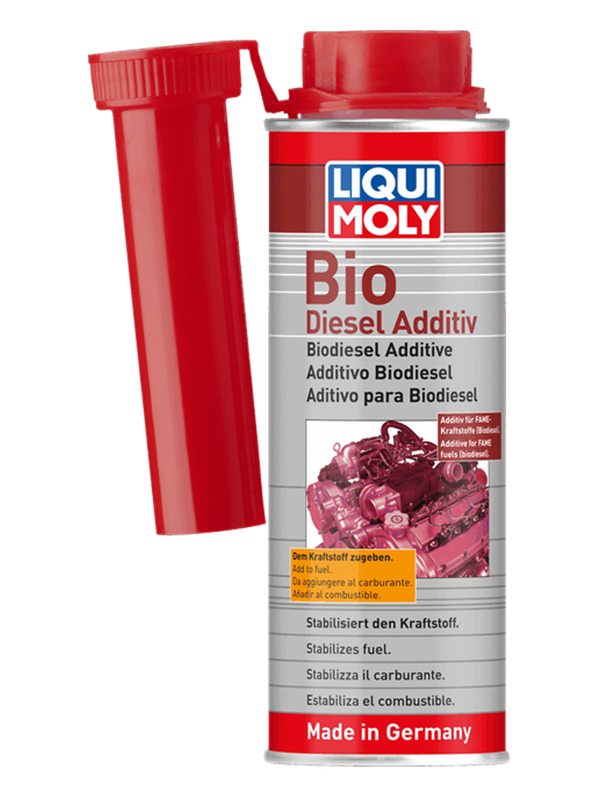 LIQUI
MOLY
Bio
Diesel Additiv
Biodiesel Additive
Additivo Biodiesel
Aditivo para Biodiesel
Additiv für FAME-
Kraftstoffe (Biodiesel).
Additive for FAME
fuels (biodiesel).
Dem Kraftstoff zugeben.
Add to fuel.
Da aggiungere al carburante.
Añadir al combustible.
Stabilisiert den Kraftstoff.
Stabilizes fuel.
Stabilizza il carburante.
Estabiliza el combustible.
Made in Germany